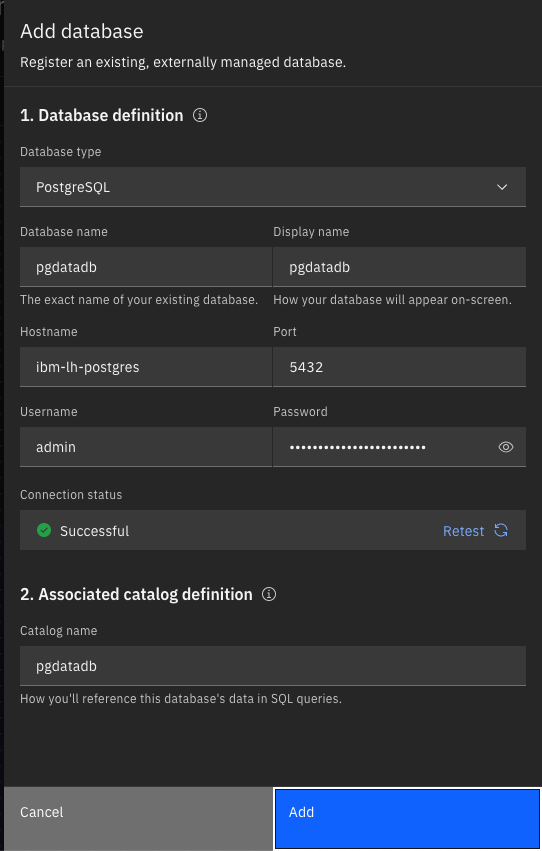 Add database
Register an existing, externally managed database.
1. Database definition
Database type
PostgreSQL
Database name Display name
pgdatadb pgdatadb
The exact name of your existing database. How your database will appear on-screen.
Hostname Port
ibm-lh-postgres 5432
Username Password
admin ••••••••••••••••••••••••
Connection status
Successful Retest
2. Associated catalog definition
Catalog name
pgdatadb
How you'll reference this database's data in SQL queries.
Cancel Add